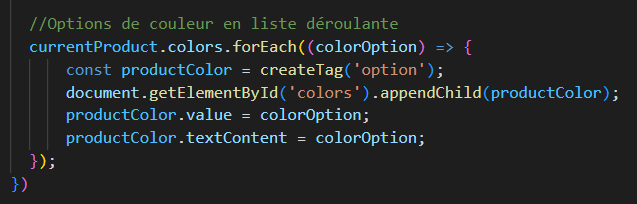 //Options de couleur en liste déroulante
currentProduct.colors.forEach((colorOption) => {
const productColor = createTag('option');
document.getElementById('colors').appendChild(productColor);
productColor.value = colorOption;
productColor.textContent = colorOption;
});
})